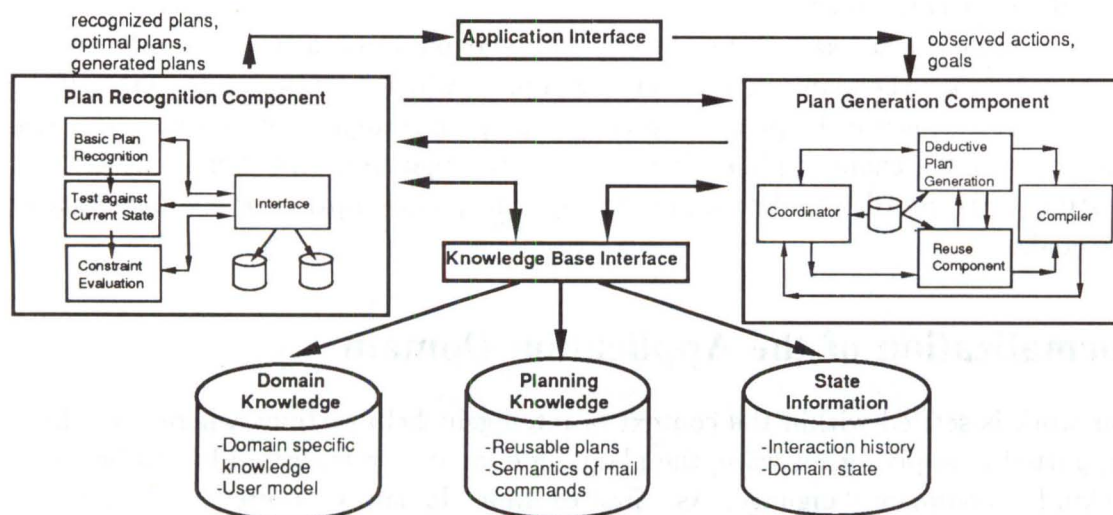 recognized plans,
optimal plans,
generated plans
Application Interface
observed actions,
goals
Plan Recognition Component
Basic Plan
Recognition
Test against
Current State
Constraint
Evaluation
Interface
Plan Generation Component
Deductive
Plan
Generation
Coordinator
Compiler
Reuse
Component
Knowledge Base Interface
Domain
Knowledge
-Domain specific
knowledge
-User model
Planning
Knowledge
-Reusable plans
-Semantics of mail
commands
State
Information
-Interaction history
-Domain state